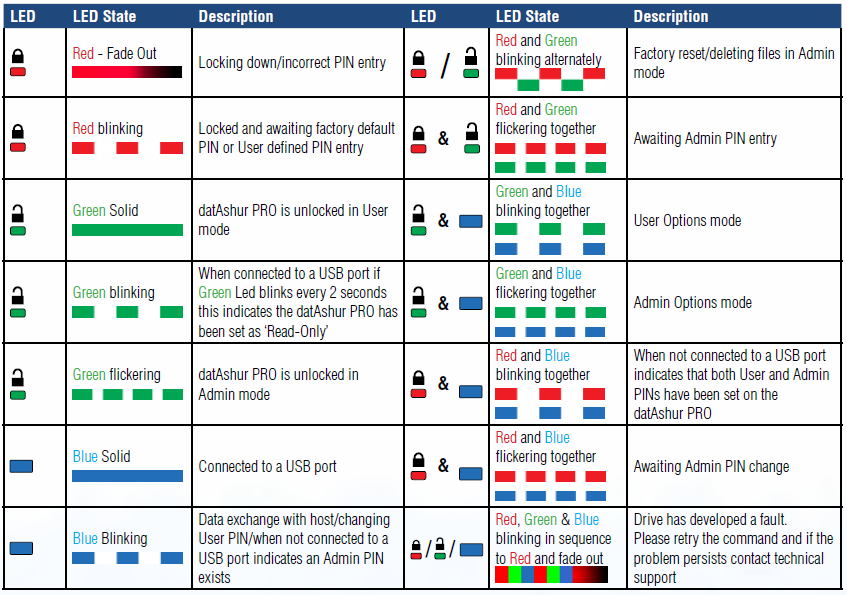 LED LED State Description LED LED State Description
Red - Fade Out
Locking down/incorrect PIN entry
/
Red and Green
blinking alternately
Factory reset/deleting files in Admin
mode
Red blinking
Locked and awaiting factory default
PIN or User defined PIN entry
&
Red and Green
flickering together
Awaiting Admin PIN entry
Green Solid
datAshur PRO is unlocked in User
mode
&
Green and Blue
blinking together
User Options mode
Green blinking
When connected to a USB port if
Green Led blinks every 2 seconds
this indicates the datAshur PRO has
been set as ‘Read-Only’
&
Green and Blue
flickering together
Admin Options mode
Green flickering
datAshur PRO is unlocked in
Admin mode
&
Red and Blue
blinking together
When not connected to a USB port
indicates that both User and Admin
PINs have been set on the
datAshur PRO
Blue Solid
Connected to a USB port
&
Red and Blue
flickering together
Awaiting Admin PIN change
Blue Blinking
Data exchange with host/changing
User PIN/when not connected to a
USB port indicates an Admin PIN
exists
/ /
Red, Green & Blue
blinking in sequence
to Red and fade out
Drive has developed a fault.
Please retry the command and if the
problem persists contact technical
support